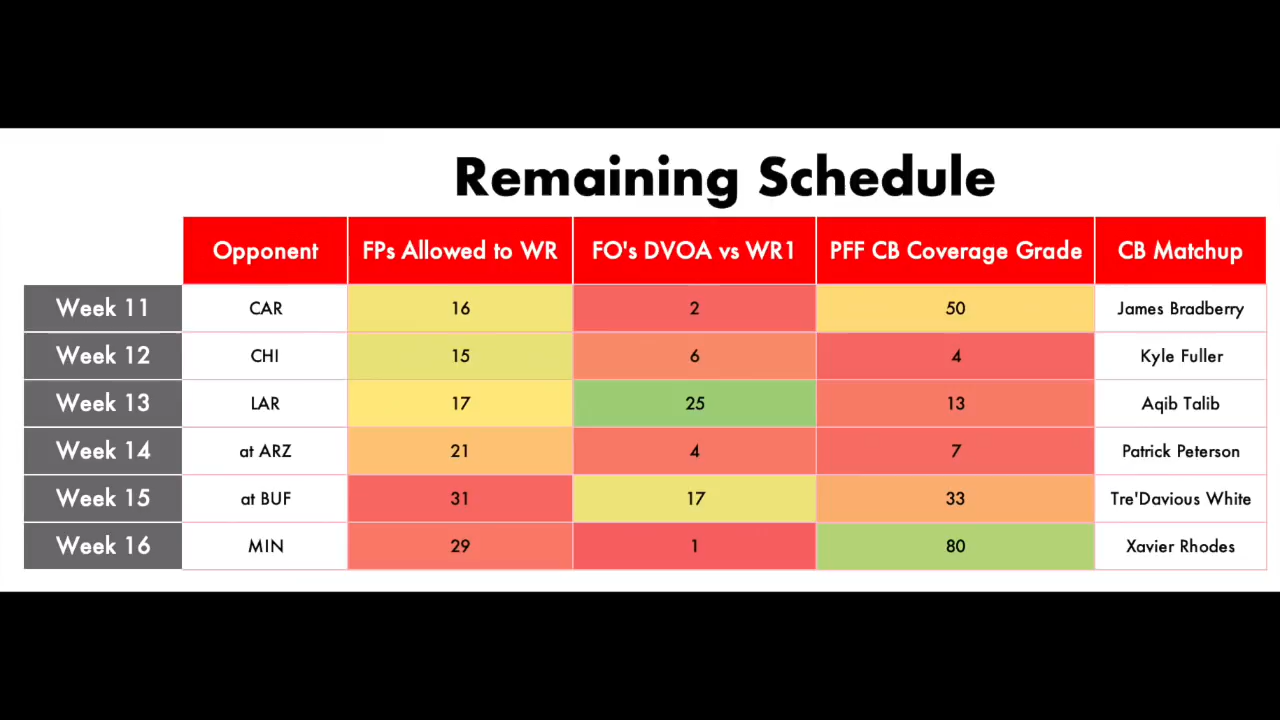 Remaining Schedule
Opponent FPs Allowed to WR FO's DVOA vs WR1 PFF CB Coverage Grade CB Matchup
Week 11 CAR 16 2 50 James Bradberry
Week 12 CHI 15 6 4 Kyle Fuller
Week 13 LAR 17 25 13 Aqib Talib
Week 14 at ARZ 21 4 7 Patrick Peterson
Week 15 at BUF 31 17 33 Tre'Davious White
Week 16 MIN 29 1 80 Xavier Rhodes